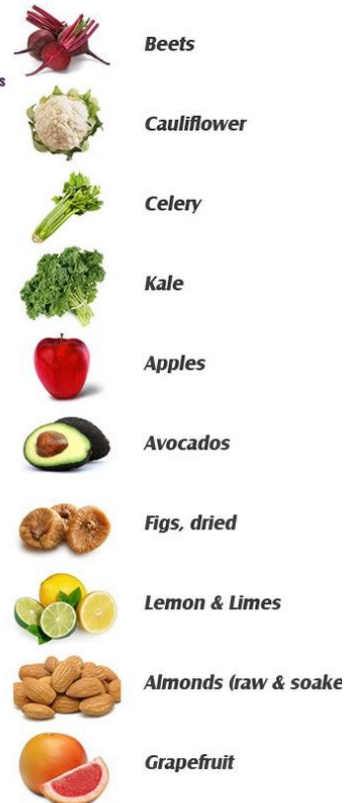 Beets
Cauliflower
Celery
Kale
Apples
Avocados
Figs, dried
Lemon & Limes
Almonds (raw & soake
Grapefruit